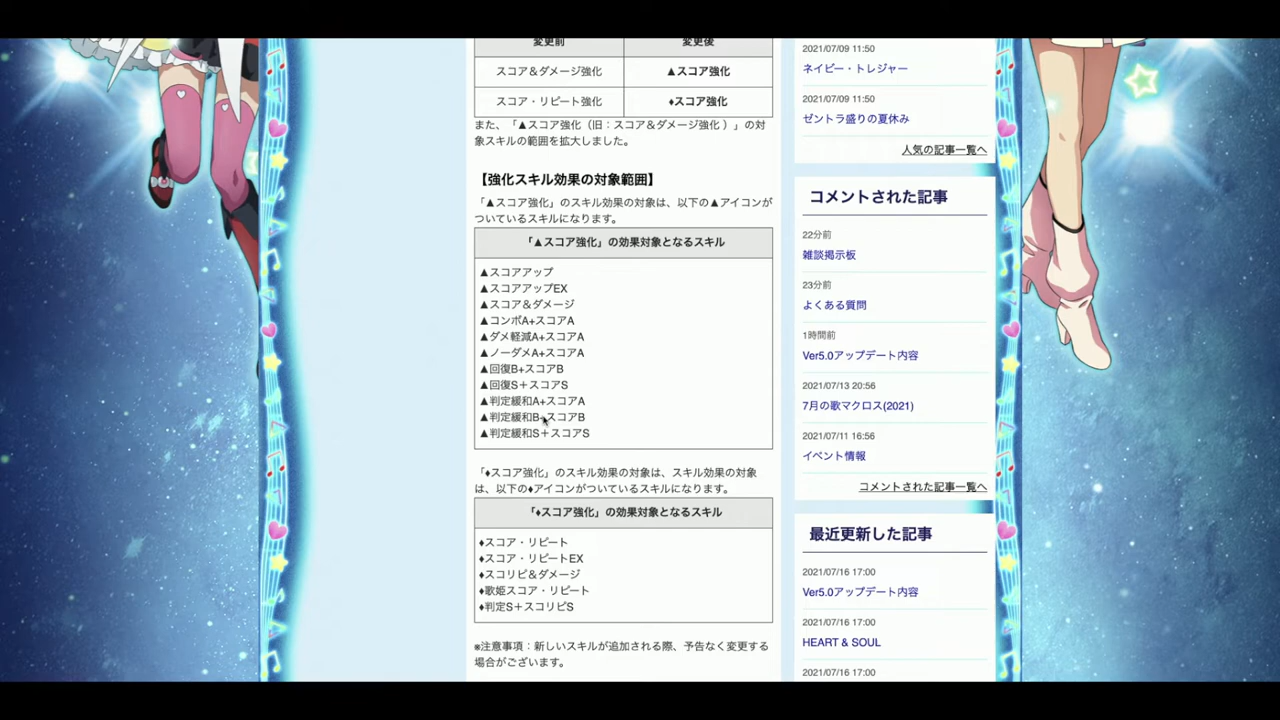 変更前
変更後
スコア&ダメージ強化
▲スコア強化
スコア・リピート強化
♦スコア強化
また、「▲スコア強化（旧：スコア&ダメージ強化 ）」の対
象スキルの範囲を拡大しました。
【強化スキル効果の対象範囲】
「▲スコア強化」のスキル効果の対象は、以下の▲アイコンが
ついているスキルになります。
「▲スコア強化」の効果対象となるスキル
▲スコアアップ
▲スコアアップEX
▲スコア&ダメージ
▲コンボA+スコアA
▲ダメ軽減A+スコアA
▲ノーダメA+スコアA
▲回復B+スコアB
▲回復S＋スコアS
▲判定緩和A+スコアA
▲判定緩和B+スコアB
▲判定緩和S＋スコアS
「♦スコア強化」のスキル効果の対象は、スキル効果の対象
は、以下の♦アイコンがついているスキルになります。
「♦スコア強化」の効果対象となるスキル
♦スコア・リピート
♦スコア・リピートEX
♦スコリピ&ダメージ
♦歌姫スコア・リピート
♦判定S＋スコリピS
※注意事項：新しいスキルが追加される際、予告なく変更する
場合がございます。
2021/07/09 11:50
ネイビー・トレジャー
2021/07/09 11:50
ゼントラ盛りの夏休み
人気の記事一覧へ
コメントされた記事
22分前
雑談掲示板
23分前
よくある質問
1時間前
Ver5.0アップデート内容
2021/07/13 20:56
7月の歌マクロス(2021)
2021/07/11 16:56
イベント情報
コメントされた記事一覧へ
最近更新した記事
2021/07/16 17:00
Ver5.0アップデート内容
2021/07/16 17:00
HEART & SOUL
2021/07/16 17:00